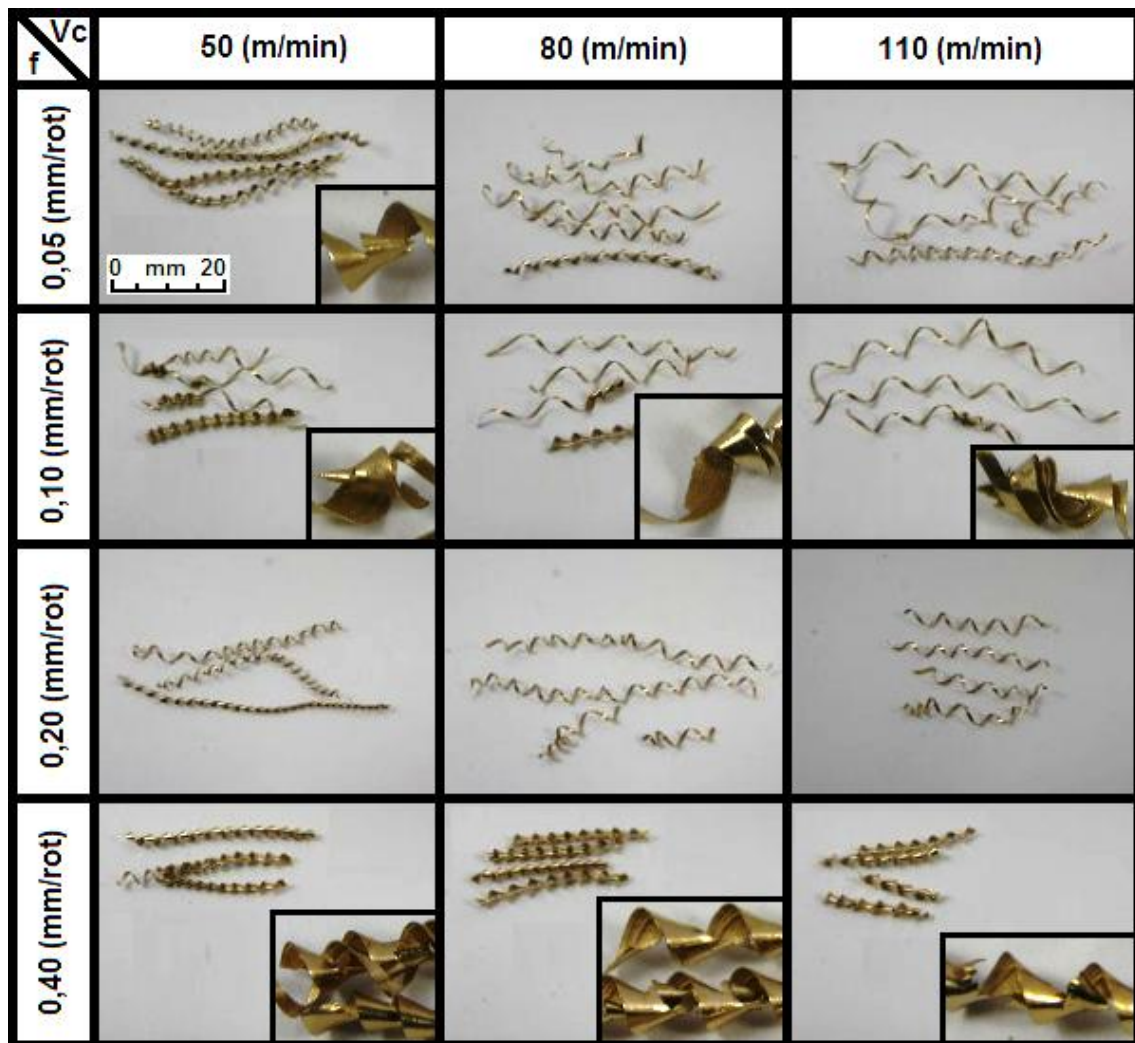 Vc
f
50 (m/min)
80 (m/min)
110 (m/min)
0,05 (mm/rot)
0 mm 20
0,10 (mm/rot)
0,20 (mm/rot)
0,40 (mm/rot)